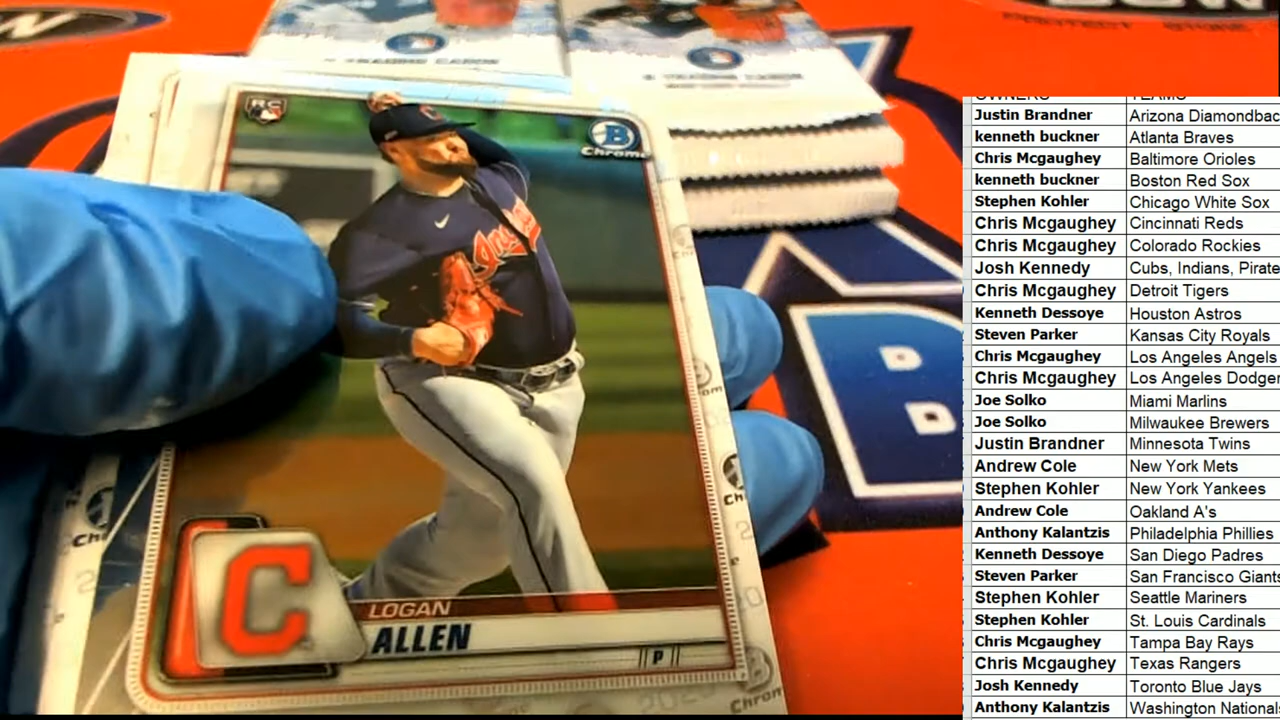 RC
B
Chrome
Indians
C
LOGAN
ALLEN
P
OWNERS TEAMS
Justin Brandner Arizona Diamondbac
kenneth buckner Atlanta Braves
Chris Mcgaughey Baltimore Orioles
kenneth buckner Boston Red Sox
Stephen Kohler Chicago White Sox
Chris Mcgaughey Cincinnati Reds
Chris Mcgaughey Colorado Rockies
Josh Kennedy Cubs, Indians, Pirate
Chris Mcgaughey Detroit Tigers
Kenneth Dessoye Houston Astros
Steven Parker Kansas City Royals
Chris Mcgaughey Los Angeles Angels
Chris Mcgaughey Los Angeles Dodger
Joe Solko Miami Marlins
Joe Solko Milwaukee Brewers
Justin Brandner Minnesota Twins
Andrew Cole New York Mets
Stephen Kohler New York Yankees
Andrew Cole Oakland A's
Anthony Kalantzis Philadelphia Phillies
Kenneth Dessoye San Diego Padres
Steven Parker San Francisco Giants
Stephen Kohler Seattle Mariners
Stephen Kohler St. Louis Cardinals
Chris Mcgaughey Tampa Bay Rays
Chris Mcgaughey Texas Rangers
Josh Kennedy Toronto Blue Jays
Anthony Kalantzis Washington National